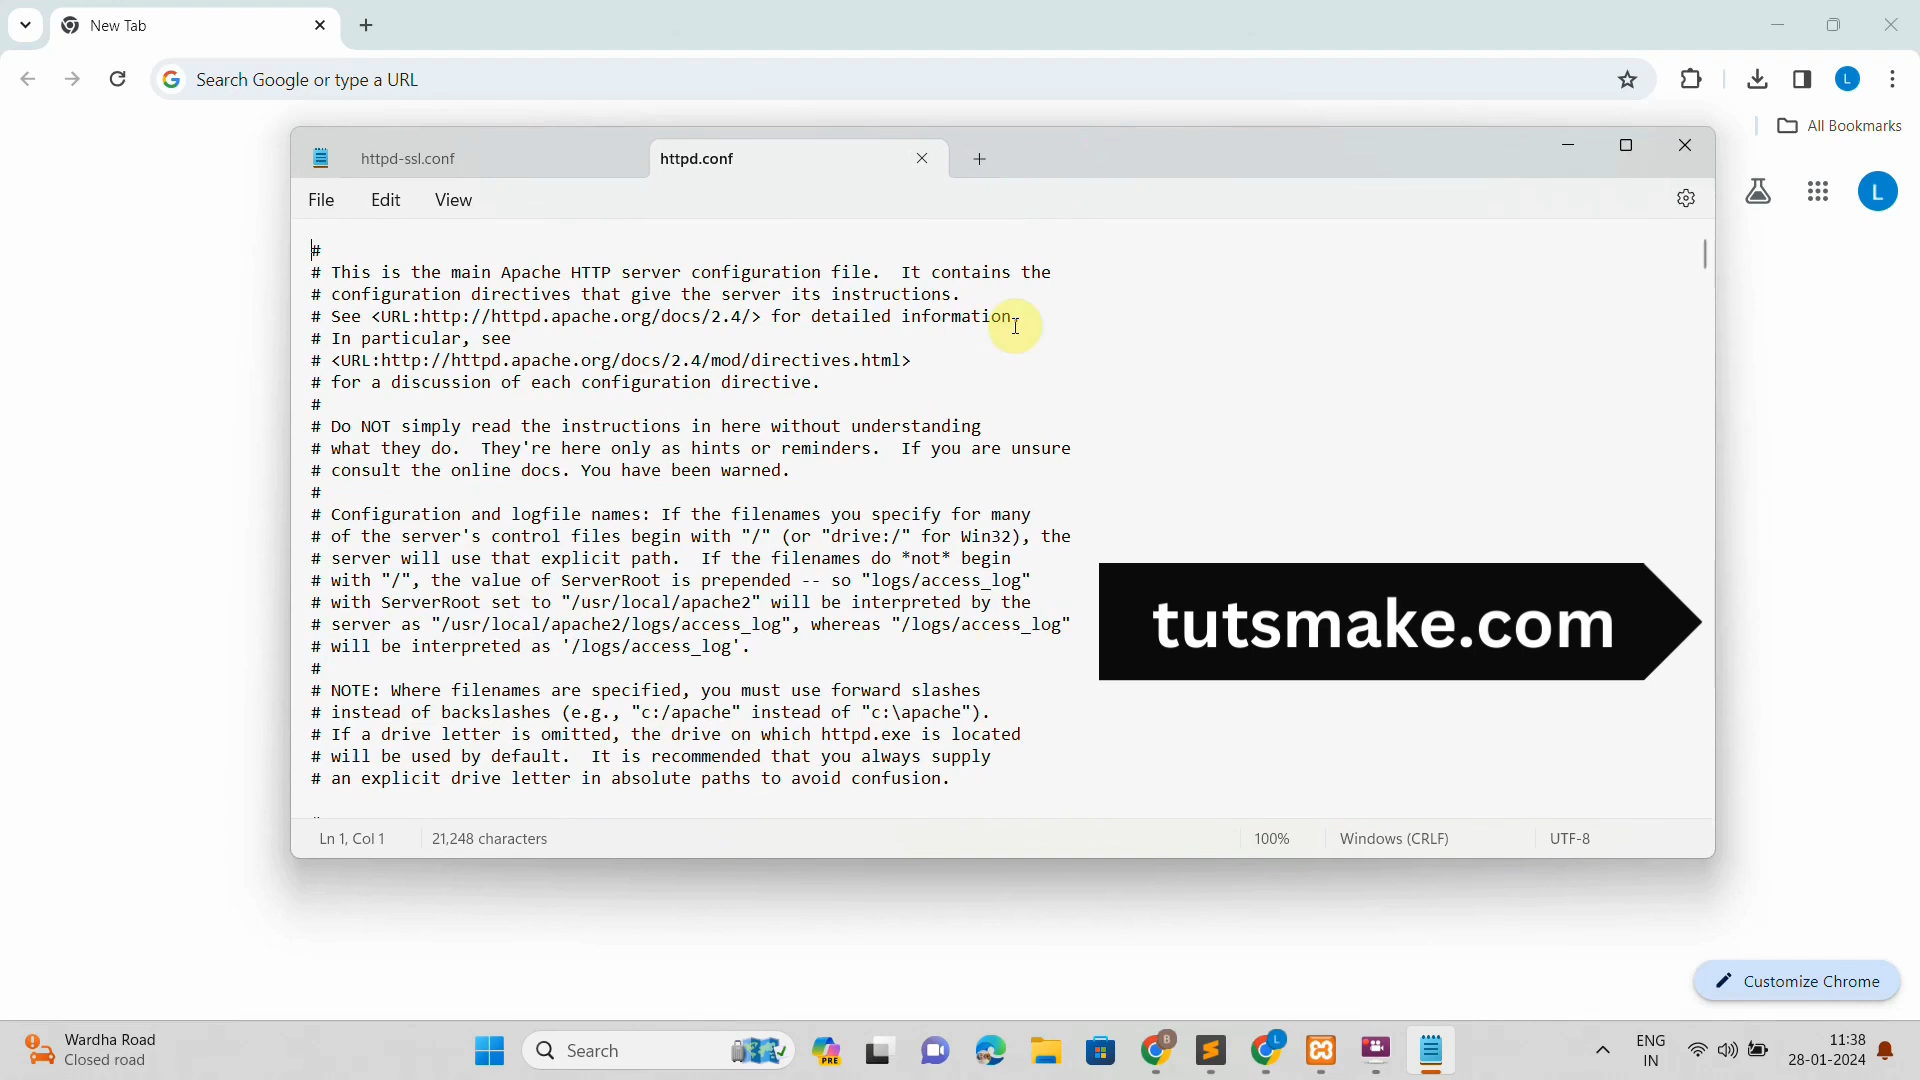 New Tab
Search Google or type a URL
L
All Bookmarks
httpd-ssl.conf
httpd.conf
File Edit View
L
#
# This is the main Apache HTTP server configuration file.  It contains the
# configuration directives that give the server its instructions.
# See <URL:http://httpd.apache.org/docs/2.4/> for detailed information.
# In particular, see
# <URL:http://httpd.apache.org/docs/2.4/mod/directives.html>
# for a discussion of each configuration directive.
#
# Do NOT simply read the instructions in here without understanding
# what they do.  They're here only as hints or reminders.  If you are unsure
# consult the online docs. You have been warned.
#
# Configuration and logfile names: If the filenames you specify for many
# of the server's control files begin with "/" (or "drive:/" for Win32), the
# server will use that explicit path.  If the filenames do *not* begin
# with "/", the value of ServerRoot is prepended -- so "logs/access_log"
# with ServerRoot set to "/usr/local/apache2" will be interpreted by the
# server as "/usr/local/apache2/logs/access_log", whereas "/logs/access_log"
# will be interpreted as '/logs/access_log'.
#
# NOTE: Where filenames are specified, you must use forward slashes
# instead of backslashes (e.g., "c:/apache" instead of "c:\apache").
# If a drive letter is omitted, the drive on which httpd.exe is located
# will be used by default.  It is recommended that you always supply
# an explicit drive letter in absolute paths to avoid confusion.
tutsmake.com
Ln 1, Col 1 21,248 characters 100% Windows (CRLF) UTF-8
Customize Chrome
Wardha Road
Closed road
Search
PRE
B
L
ENG
IN
11:38
28-01-2024